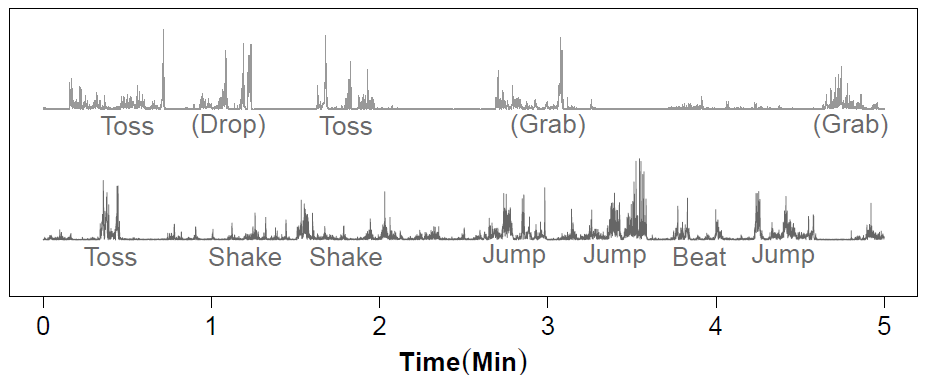 Toss (Drop) Toss (Grab) (Grab)
Toss Shake Shake Jump Jump Beat Jump
0 1 2 3 4 5
Time(Min)